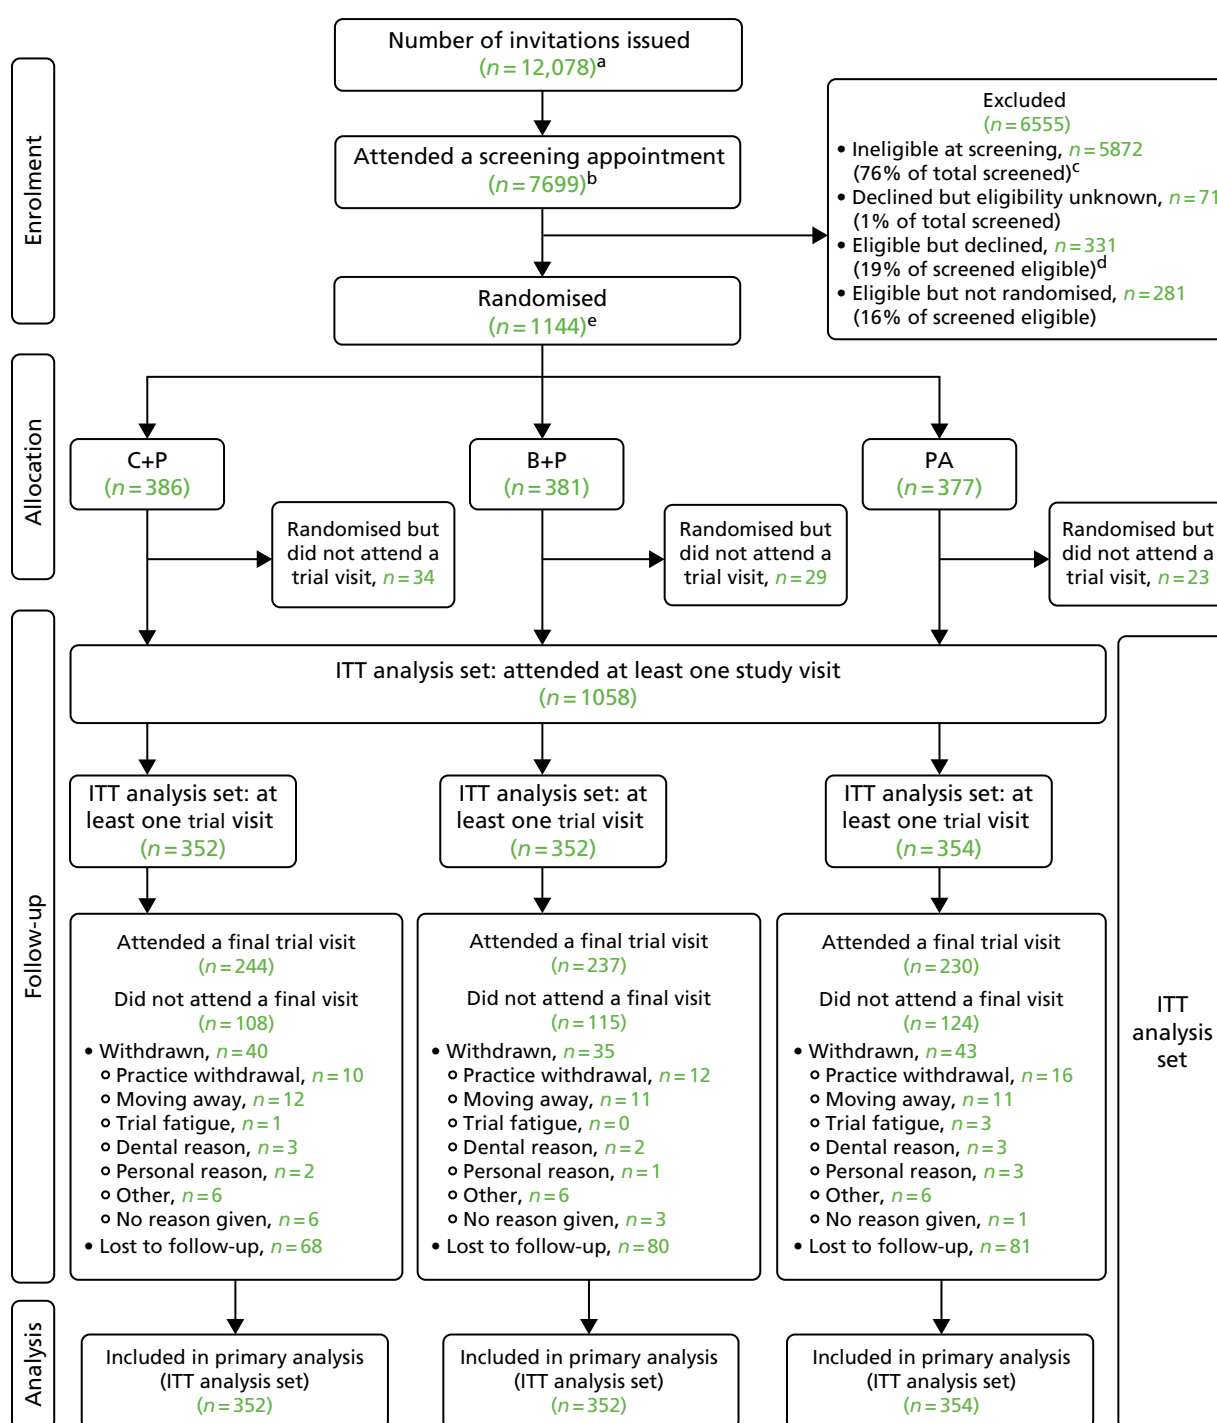 Number of invitations issued
(n = 12,078)a
Enrolment
Attended a screening appointment
(n = 7699)b
Excluded
(n = 6555)
• Ineligible at screening, n = 5872
(76% of total screened)c
• Declined but eligibility unknown, n = 71
(1% of total screened)
• Eligible but declined, n = 331
(19% of screened eligible)d
• Eligible but not randomised, n = 281
(16% of screened eligible)
Randomised
(n = 1144)e
Allocation
C+P
(n = 386)
B+P
(n = 381)
PA
(n = 377)
Randomised but
did not attend a
trial visit, n = 34
Randomised but
did not attend a
trial visit, n = 29
Randomised but
did not attend a
trial visit, n = 23
Follow-up
ITT analysis set: attended at least one study visit
(n = 1058)
ITT analysis set: at
least one trial visit
(n = 352)
ITT analysis set: at
least one trial visit
(n = 352)
ITT analysis set: at
least one trial visit
(n = 354)
Attended a final trial visit
(n = 244)
Did not attend a final visit
(n = 108)
• Withdrawn, n = 40
Practice withdrawal, n = 10
Moving away, n = 12
Trial fatigue, n = 1
Dental reason, n = 3
Personal reason, n = 2
Other, n = 6
No reason given, n = 6
• Lost to follow-up, n = 68
Attended a final trial visit
(n = 237)
Did not attend a final visit
(n = 115)
• Withdrawn, n = 35
Practice withdrawal, n = 12
Moving away, n = 11
Trial fatigue, n = 0
Dental reason, n = 2
Personal reason, n = 1
Other, n = 6
No reason given, n = 3
• Lost to follow-up, n = 80
Attended a final trial visit
(n = 230)
Did not attend a final visit
(n = 124)
• Withdrawn, n = 43
Practice withdrawal, n = 16
Moving away, n = 11
Trial fatigue, n = 3
Dental reason, n = 3
Personal reason, n = 3
Other, n = 6
No reason given, n = 1
• Lost to follow-up, n = 81
ITT
analysis
set
Analysis
Included in primary analysis
(ITT analysis set)
(n = 352)
Included in primary analysis
(ITT analysis set)
(n = 352)
Included in primary analysis
(ITT analysis set)
(n = 354)